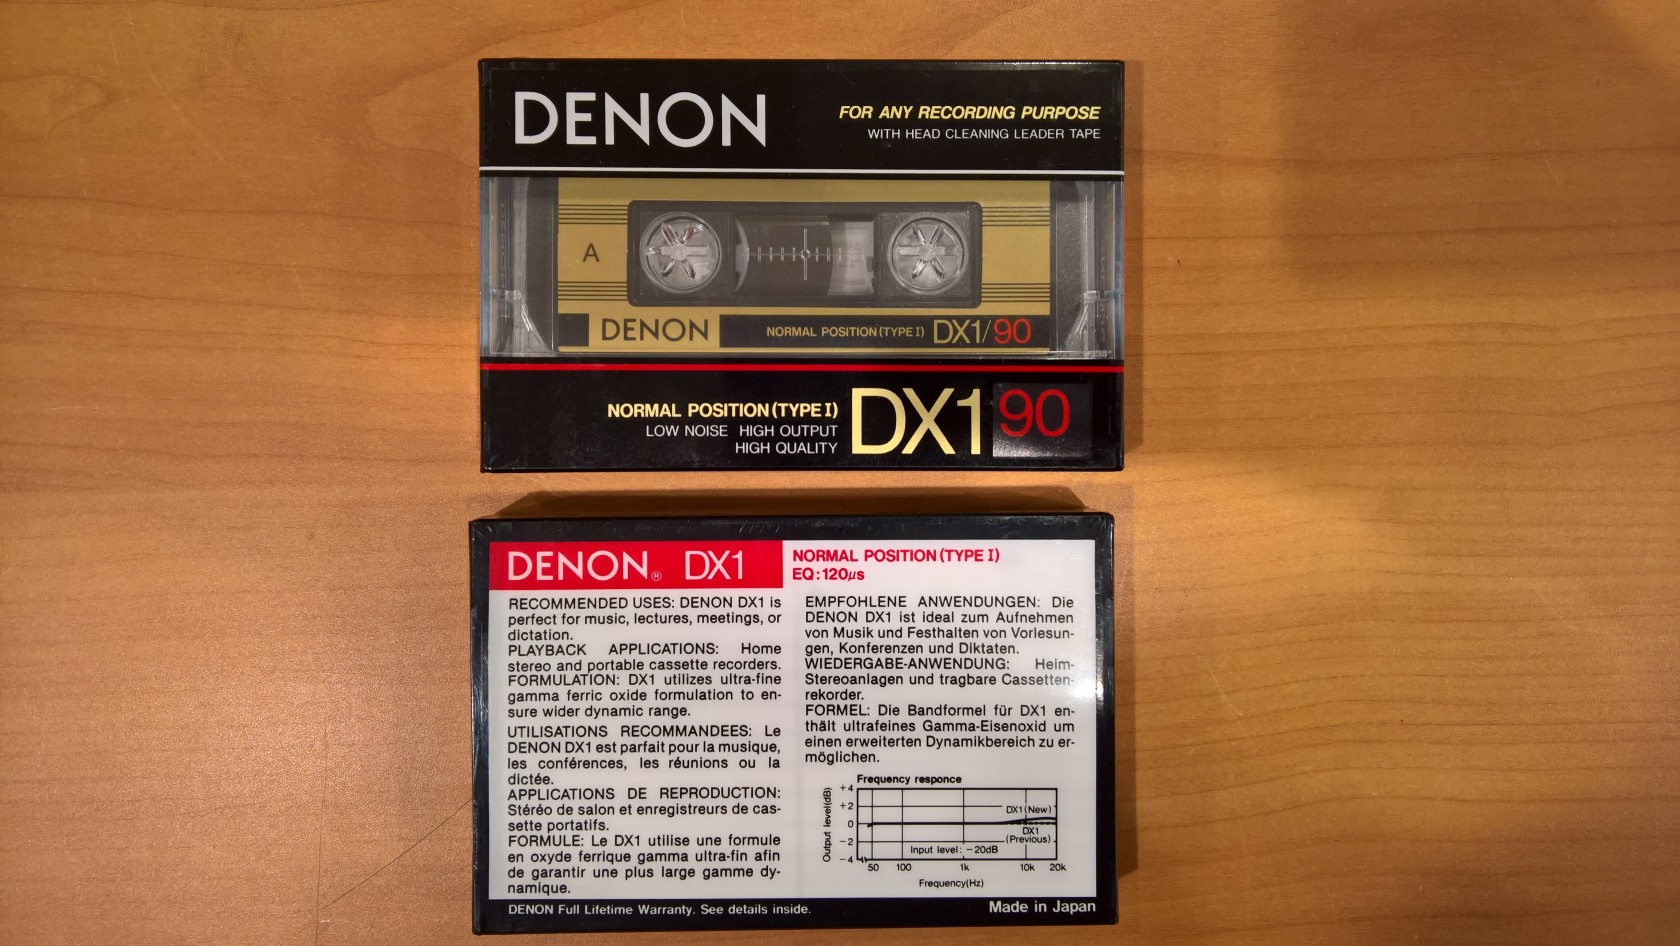 DENON
FOR ANY RECORDING PURPOSE
WITH HEAD CLEANING LEADER TAPE
A
DENON
NORMAL POSITION (TYPE I) DX1/90
NORMAL POSITION (TYPE I)
LOW NOISE HIGH OUTPUT
HIGH QUALITY
DX1 90
DENON® DX1
NORMAL POSITION (TYPE I)
EQ:120μs
RECOMMENDED USES: DENON DX1 is
perfect for music, lectures, meetings, or
dictation.
PLAYBACK APPLICATIONS: Home
stereo and portable cassette recorders.
FORMULATION: DX1 utilizes ultra-fine
gamma ferric oxide formulation to en-
sure wider dynamic range.
UTILISATIONS RECOMMANDEES: Le
DENON DX1 est parfait pour la musique,
les conférences, les réunions ou la
dictée.
APPLICATIONS DE REPRODUCTION:
Stéréo de salon et enregistreurs de cas-
sette portatifs.
FORMULE: Le DX1 utilise une formule
en oxyde ferrique gamma ultra-fin afin
de garantir une plus large gamme dy-
namique.
EMPFOHLENE ANWENDUNGEN: Die
DENON DX1 ist ideal zum Aufnehmen
von Musik und Festhalten von Vorlesun-
gen, Konferenzen und Diktaten.
WIEDERGABE-ANWENDUNG: Heim-
Stereoanlagen und tragbare Cassetten-
rekorder.
FORMEL: Die Bandformel für DX1 en-
thält ultrafeines Gamma-Eisenoxid um
einen erweiterten Dynamikbereich zu er-
möglichen.
Frequency responce
Output level(dB)
+4
+2
0
−2
−4
DX1(New)
DX1
(Previous)
Input level: −20dB
50 100 1k 10k 20k
Frequency(Hz)
DENON Full Lifetime Warranty. See details inside.
Made in Japan